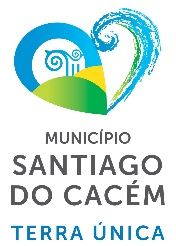 MUNICÍPIO
SANTIAGO
DO CACÉM
TERRA ÚNICA